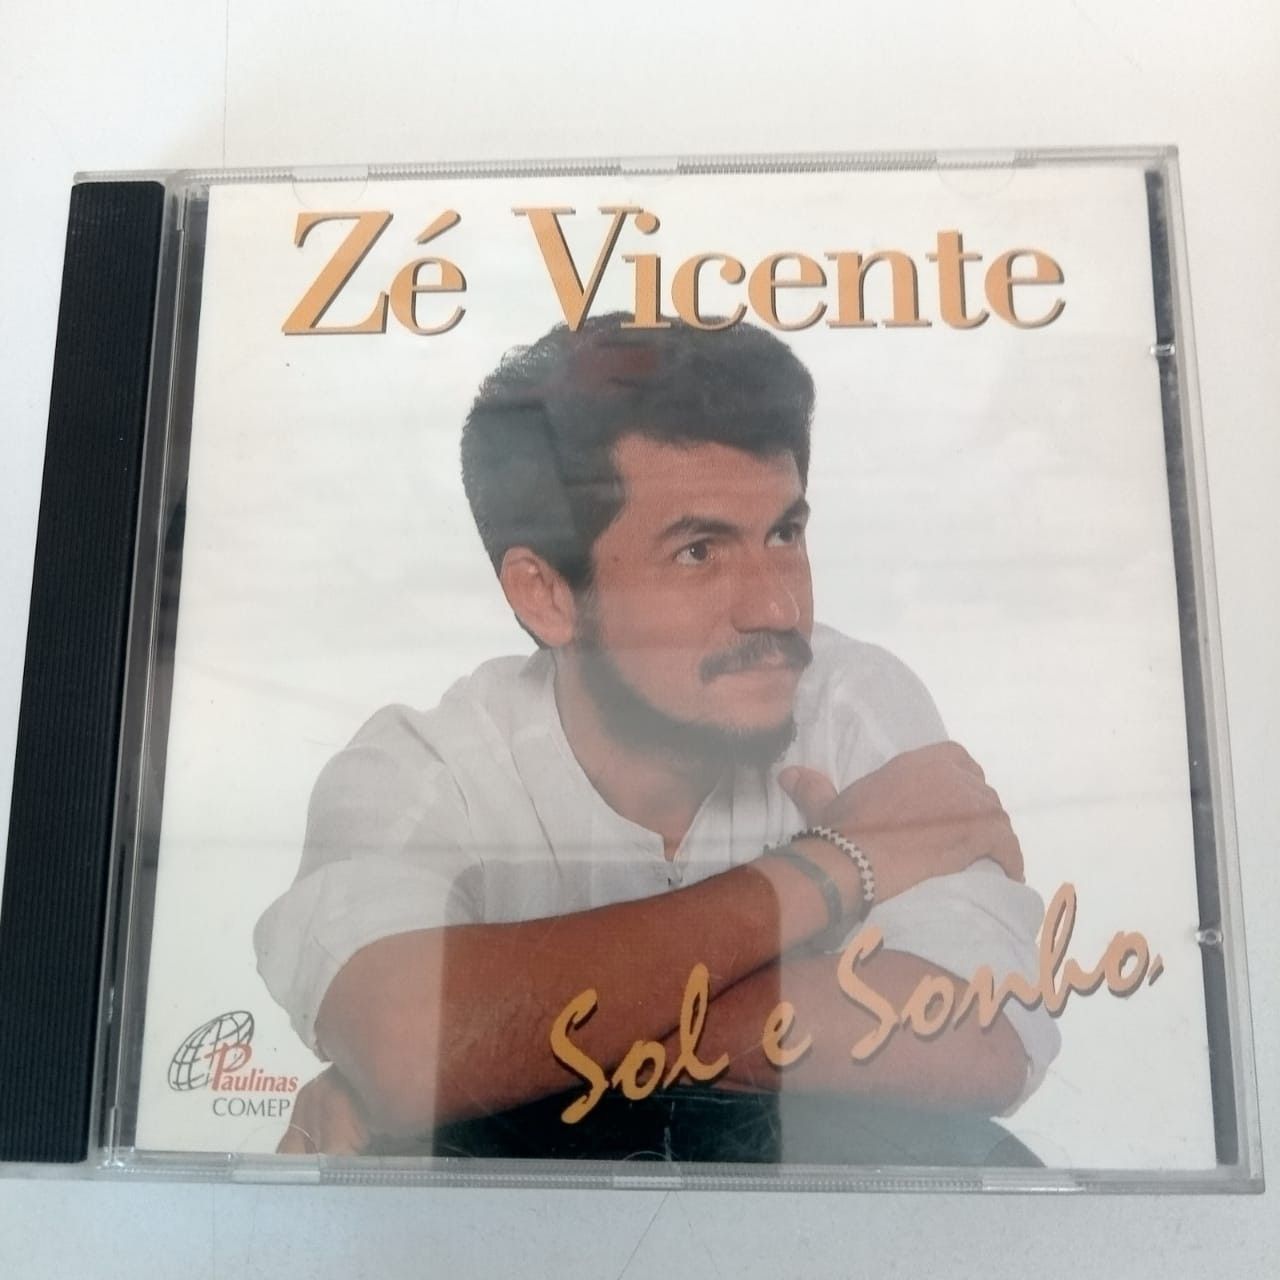 Zé Vicente
Sol e Sonho
Paulinas
COMEP